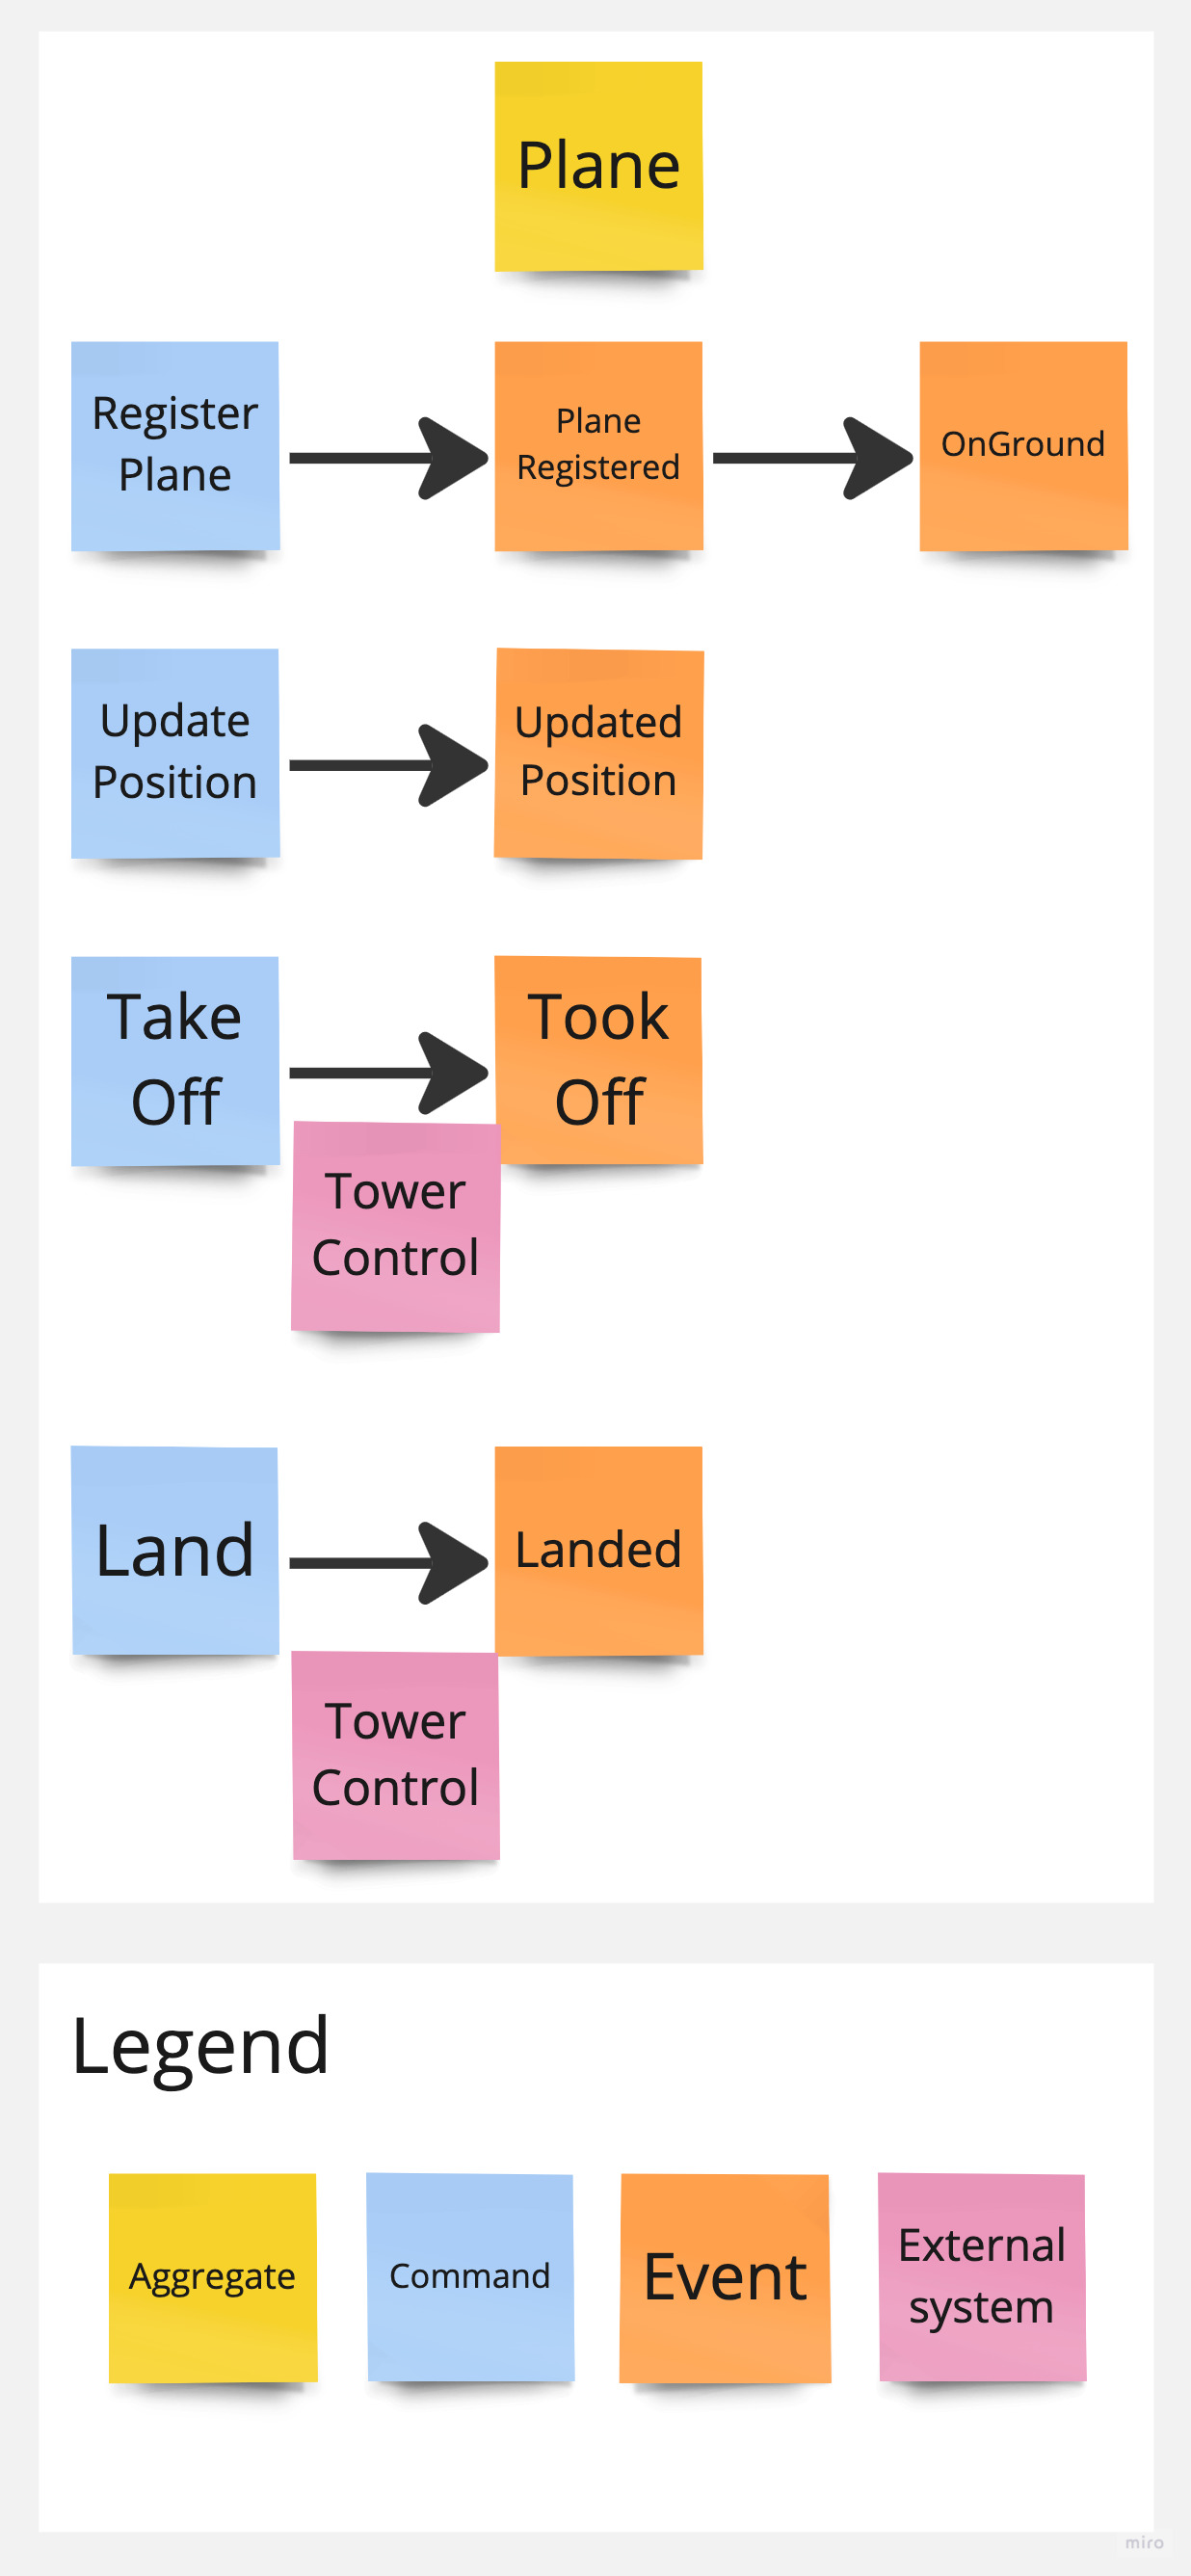 Plane
Register
Plane
Plane
Registered
OnGround
Update
Position
Updated
Position
Take
Off
Took
Off
Tower
Control
Land
Landed
Tower
Control
Legend
Aggregate
Command
Event
External
system
miro